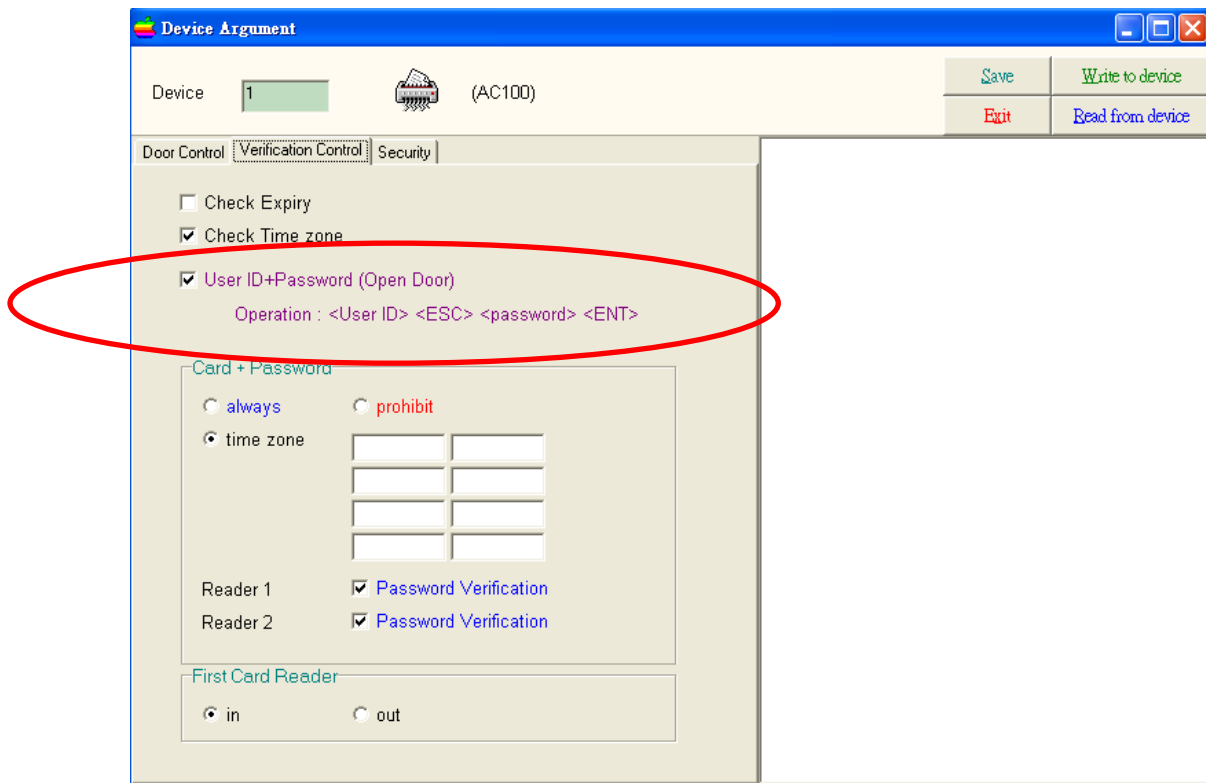 Device Argument
Device 1 (AC100)
Save Write to device
Exit Read from device
Door Control Verification Control Security
Check Expiry
Check Time zone
User ID+Password (Open Door)
Operation : <User ID> <ESC> <password> <ENT>
Card + Password
always prohibit
time zone
Reader 1 Password Verification
Reader 2 Password Verification
First Card Reader
in out